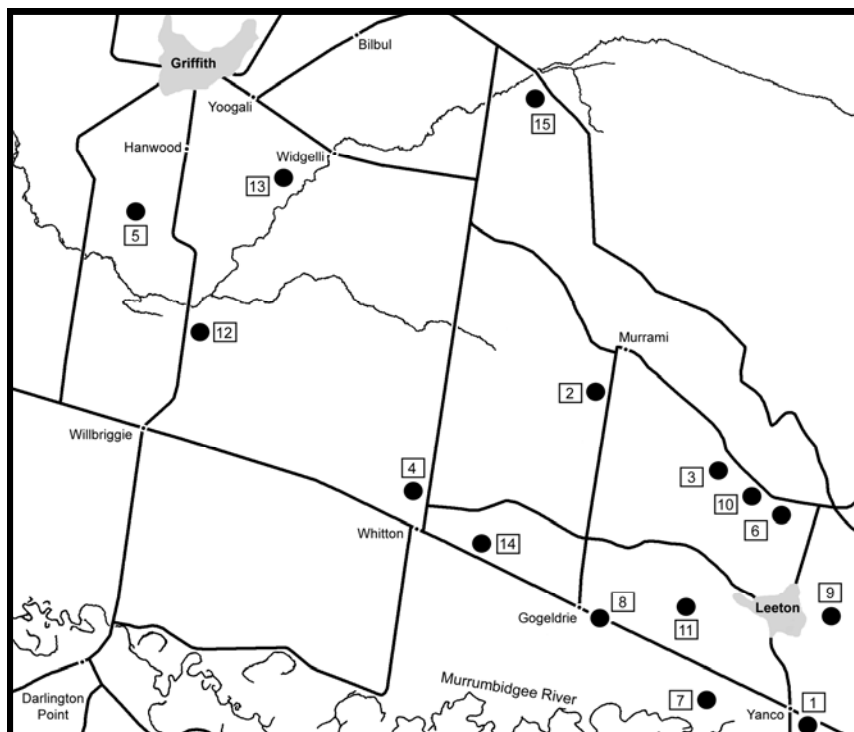 Bilbul
Griffith
Yoogali
15
Hanwood
Widgelli
13
5
12
Murrami
2
Willbriggie
4
3
10
6
Whitton
14
Gogeldrie
8
11
Leeton
9
Murrumbidgee River
7
Darlington
Point
Yanco
1